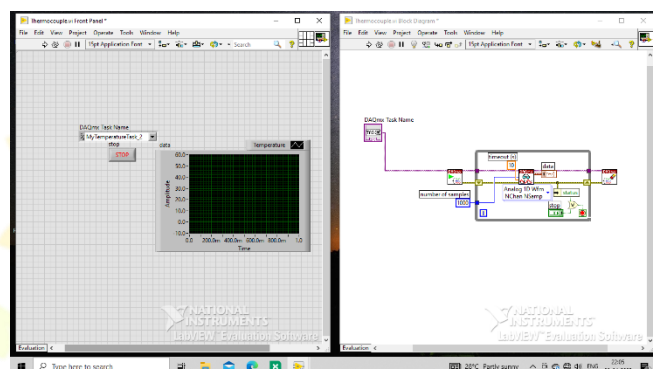 Thermocouple.vi Front Panel *
File Edit View Project Operate Tools Window Help
15pt Application Font
Search
DAQmx Task Name
MyTemperatureTask_2
stop
STOP
data
Temperature
60.0
50.0
40.0
30.0
20.0
10.0
0.0
10.0
Amplitude
0.0 200.0m 400.0m 600.0m 800.0m 1.0
Time
NATIONAL
INSTRUMENTS
LabVIEW Evaluation Software
Evaluation
Thermocouple.vi Block Diagram *
File Edit View Project Operate Tools Window Help
15pt Application Font
DAQmx Task Name
timeout (s)
10
data
number of samples
1000
Analog 1D Wfm
NChan NSamp
status
stop
i
NATIONAL
INSTRUMENTS
LabVIEW Evaluation Software
Evaluation
Type here to search
20°C Partly sunny
ENG
22:05